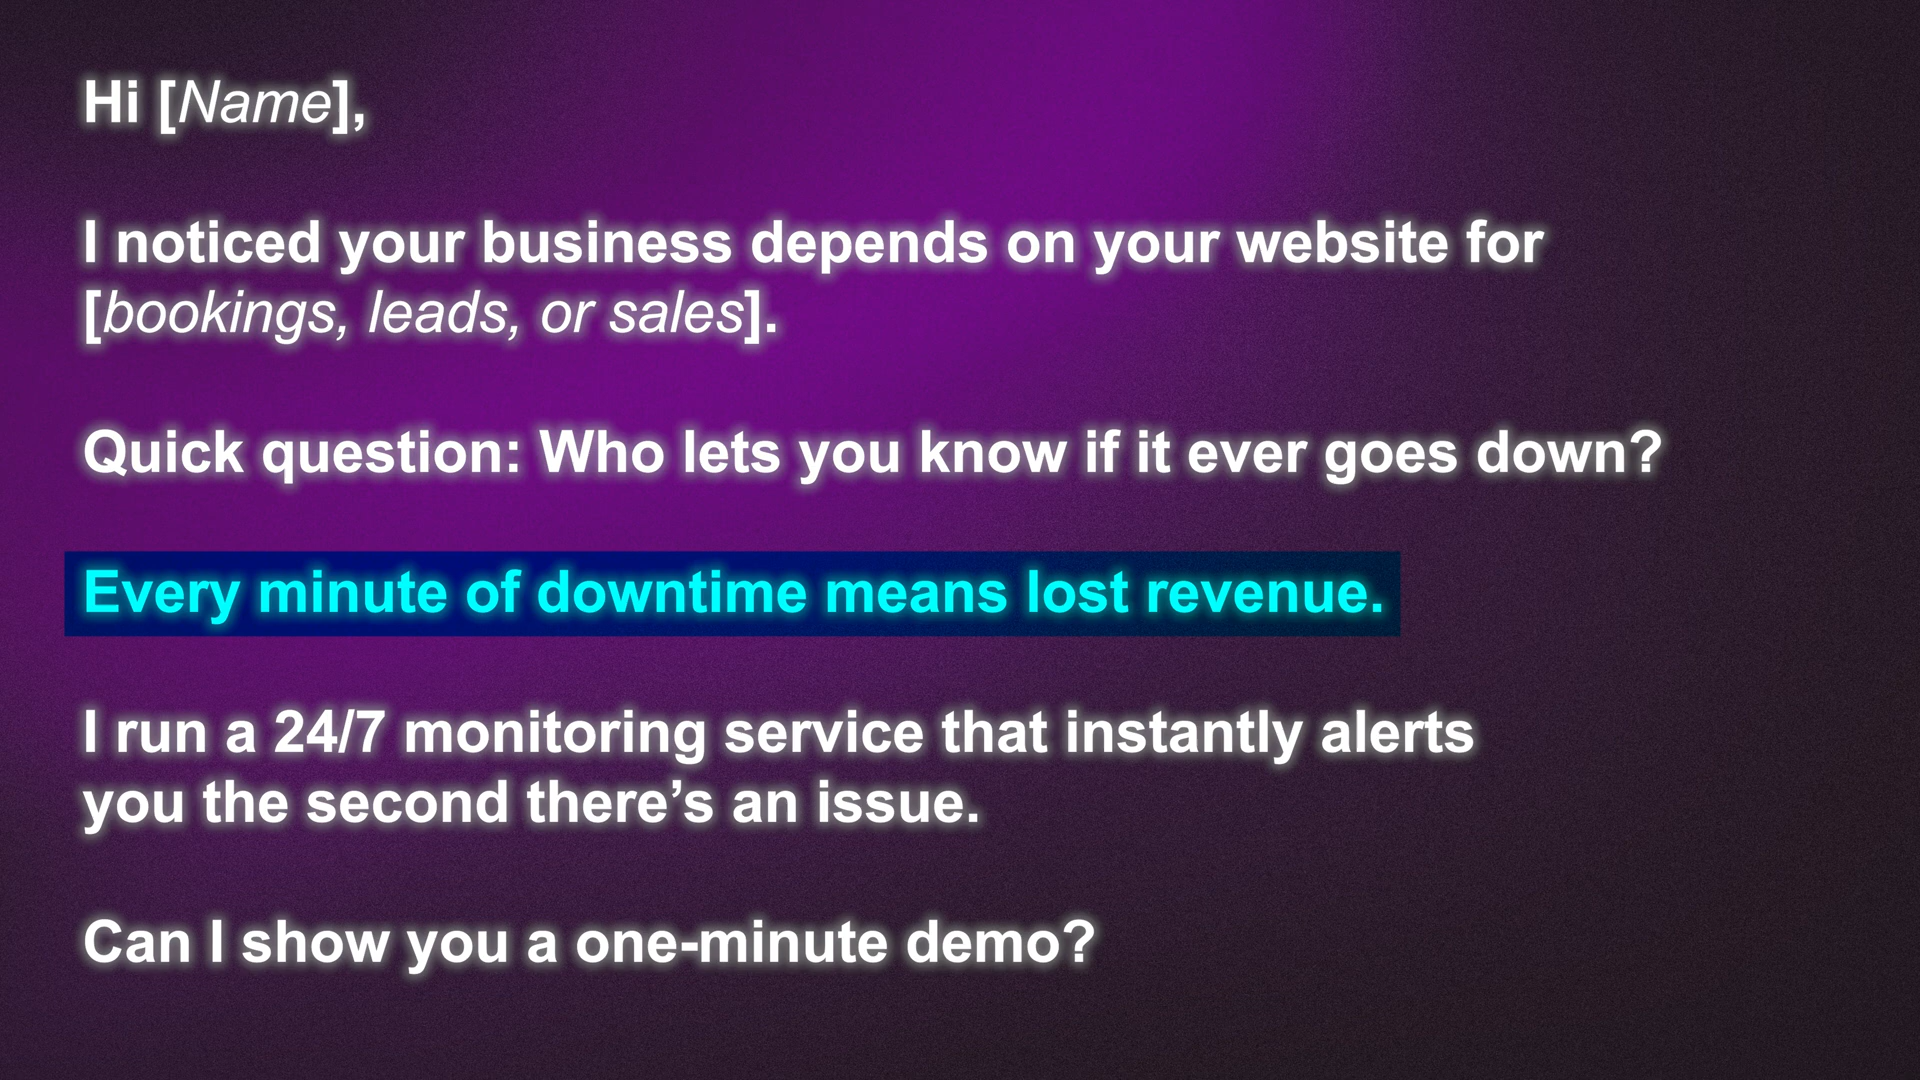 Hi [Name],
I noticed your business depends on your website for
[bookings, leads, or sales].
Quick question: Who lets you know if it ever goes down?
Every minute of downtime means lost revenue.
I run a 24/7 monitoring service that instantly alerts
you the second there’s an issue.
Can I show you a one-minute demo?